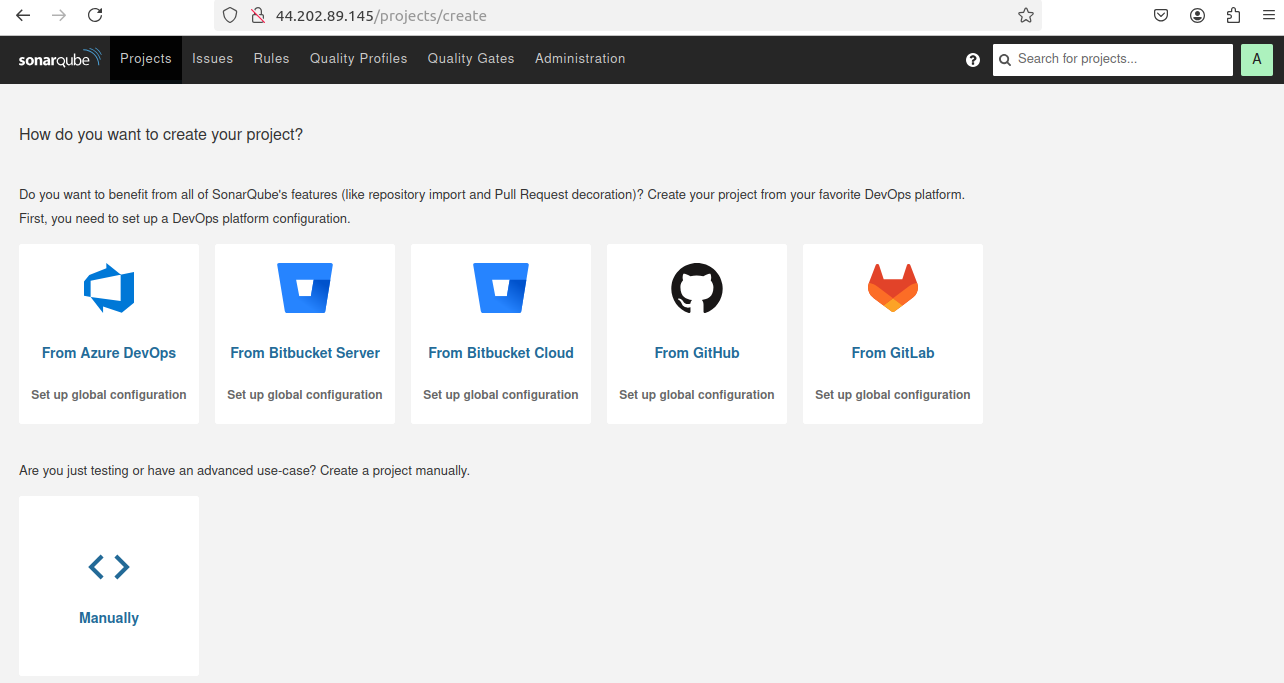 44.202.89.145/projects/create
sonarqube Projects Issues Rules Quality Profiles Quality Gates Administration ? Search for projects... A
How do you want to create your project?
Do you want to benefit from all of SonarQube's features (like repository import and Pull Request decoration)? Create your project from your favorite DevOps platform.
First, you need to set up a DevOps platform configuration.
From Azure DevOps From Bitbucket Server From Bitbucket Cloud From GitHub From GitLab
Set up global configuration Set up global configuration Set up global configuration Set up global configuration Set up global configuration
Are you just testing or have an advanced use-case? Create a project manually.
Manually